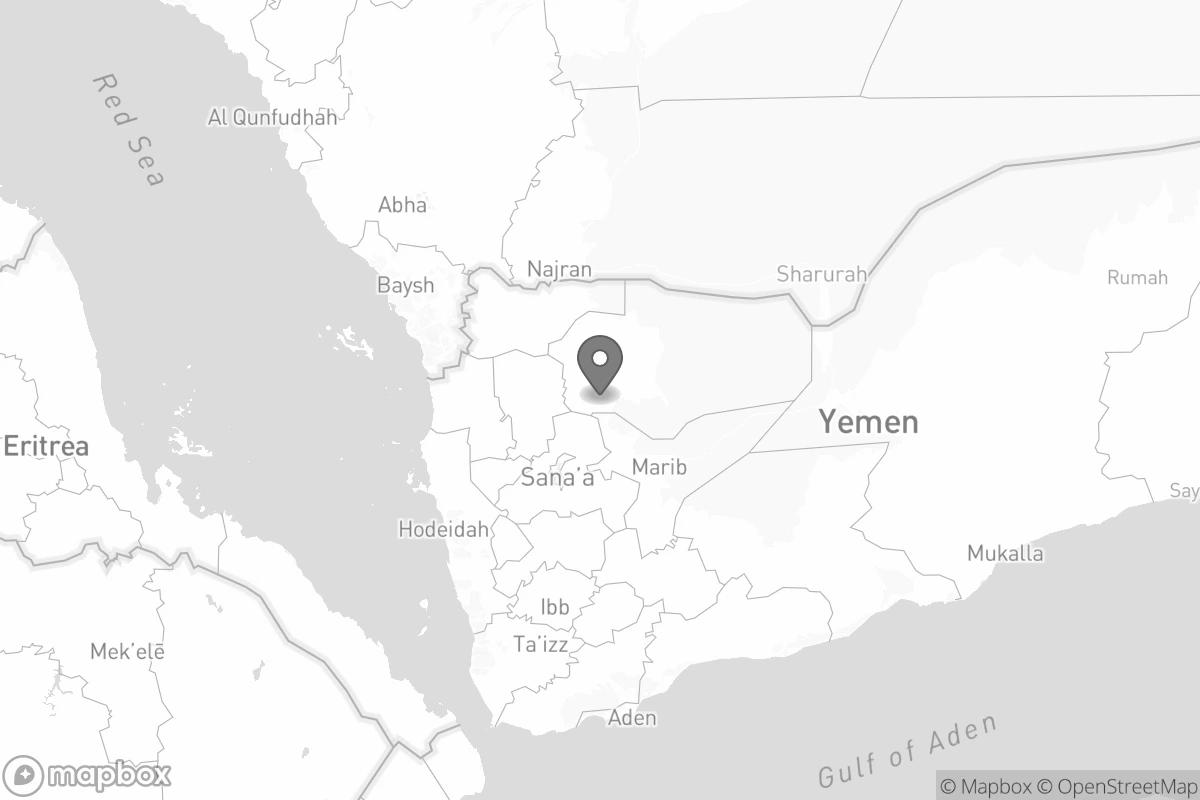 Red Sea
Al Qunfudhah
Abha
Najran
Baysh
Sharurah
Rumah
Yemen
Eritrea
Marib
Sana’a
Say
Hodeidah
Mukalla
Ibb
Ta’izz
Mek’elē
Aden
Gulf of Aden
mapbox
© Mapbox © OpenStreetMap